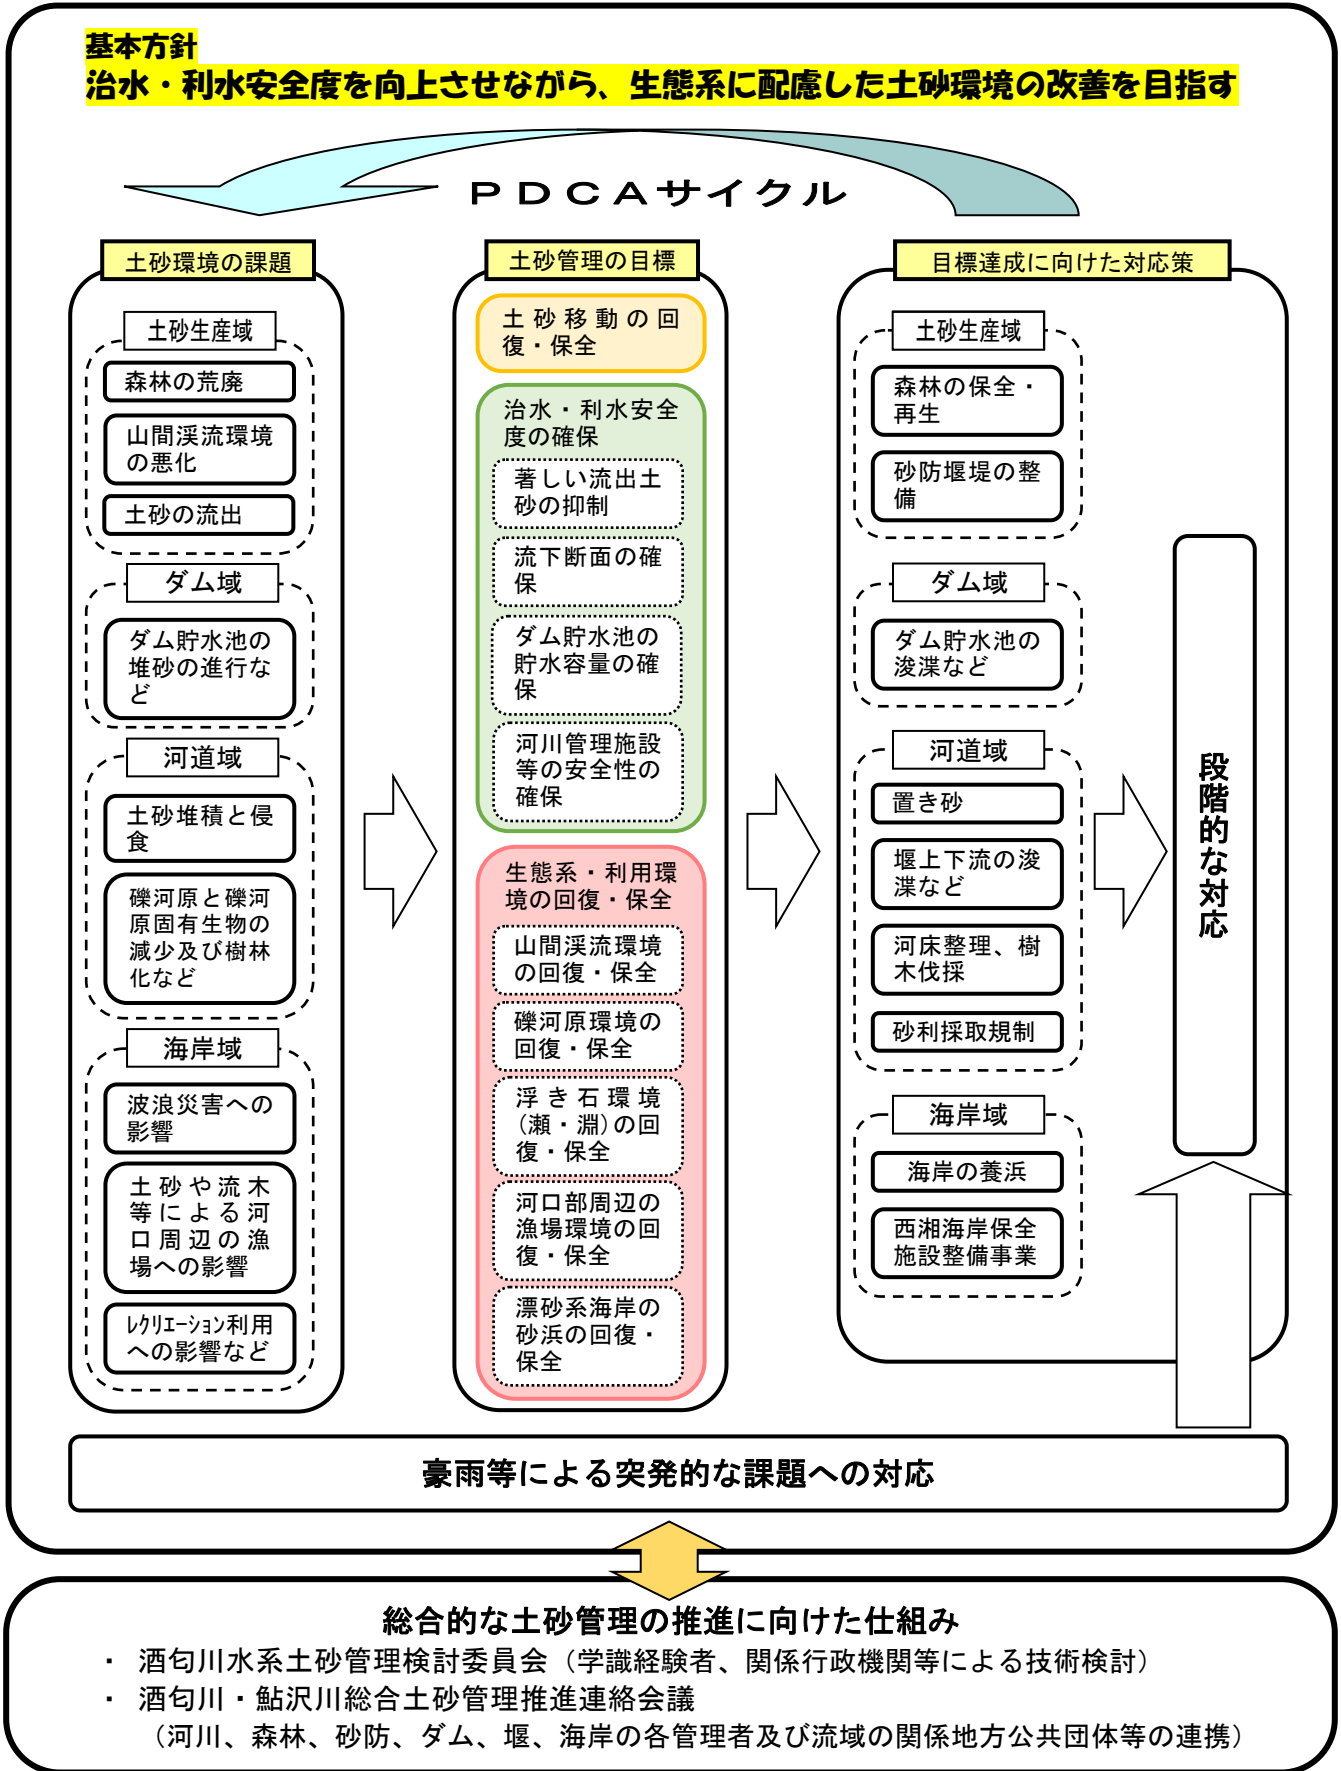 基本方針
治水・利水安全度を向上させながら、生態系に配慮した土砂環境の改善を目指す
ＰＤＣＡサイクル
土砂環境の課題
土砂生産域
森林の荒廃
山間渓流環境
の悪化
土砂の流出
ダム域
ダム貯水池の
堆砂の進行な
ど
河道域
土砂堆積と侵
食
礫河原と礫河
原固有生物の
減少及び樹林
化など
海岸域
波浪災害への
影響
土砂や流木
等による河
口周辺の漁
場への影響
ﾚｸﾘｴｰｼｮﾝ利用
への影響など
土砂管理の目標
土砂移動の回
復・保全
治水・利水安全
度の確保
著しい流出土
砂の抑制
流下断面の確
保
ダム貯水池の
貯水容量の確
保
河川管理施設
等の安全性の
確保
生態系・利用環
境の回復・保全
山間渓流環境
の回復・保全
礫河原環境の
回復・保全
浮き石環境
(瀬・淵)の回
復・保全
河口部周辺の
漁場環境の回
復・保全
漂砂系海岸の
砂浜の回復・
保全
目標達成に向けた対応策
土砂生産域
森林の保全・
再生
砂防堰堤の整
備
ダム域
ダム貯水池の
浚渫など
河道域
置き砂
堰上下流の浚
渫など
河床整理、樹
木伐採
砂利採取規制
海岸域
海岸の養浜
西湘海岸保全
施設整備事業
段階的な対応
豪雨等による突発的な課題への対応
総合的な土砂管理の推進に向けた仕組み
・ 酒匂川水系土砂管理検討委員会（学識経験者、関係行政機関等による技術検討）
・ 酒匂川・鮎沢川総合土砂管理推進連絡会議
（河川、森林、砂防、ダム、堰、海岸の各管理者及び流域の関係地方公共団体等の連携）